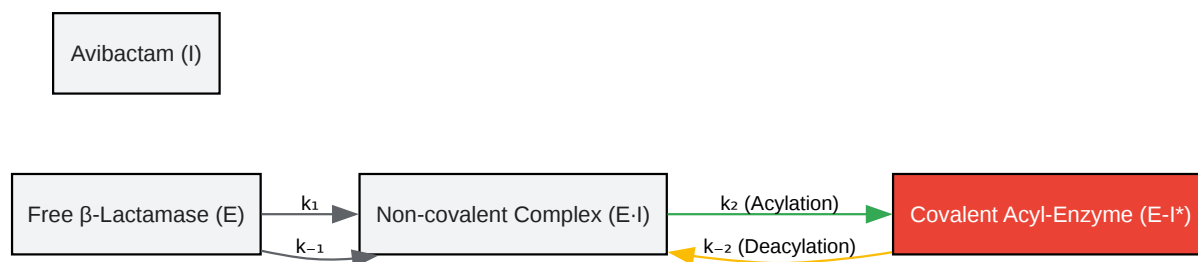 Avibactam (I)
Free β-Lactamase (E)
k₁
k₋₁
Non-covalent Complex (E·I)
k₂ (Acylation)
k₋₂ (Deacylation)
Covalent Acyl-Enzyme (E-I*)